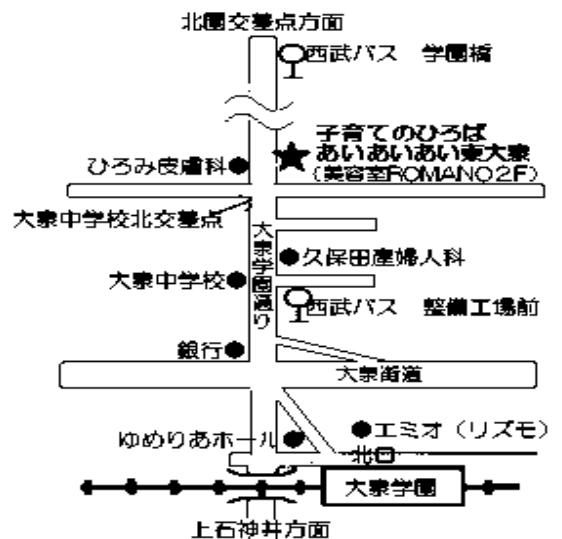 北園交差点方面
西武バス 学園橋
子育てのひろば
あいあいあい東大泉
(美容室ROMANO2F)
ひろみ皮膚科
大泉中学校北交差点
大泉学園通り
久保田産婦人科
大泉中学校
西武バス 整備工場前
銀行
大泉街道
エミオ(リズモ)
ゆめりあホール
北口
大泉学園
上石神井方面